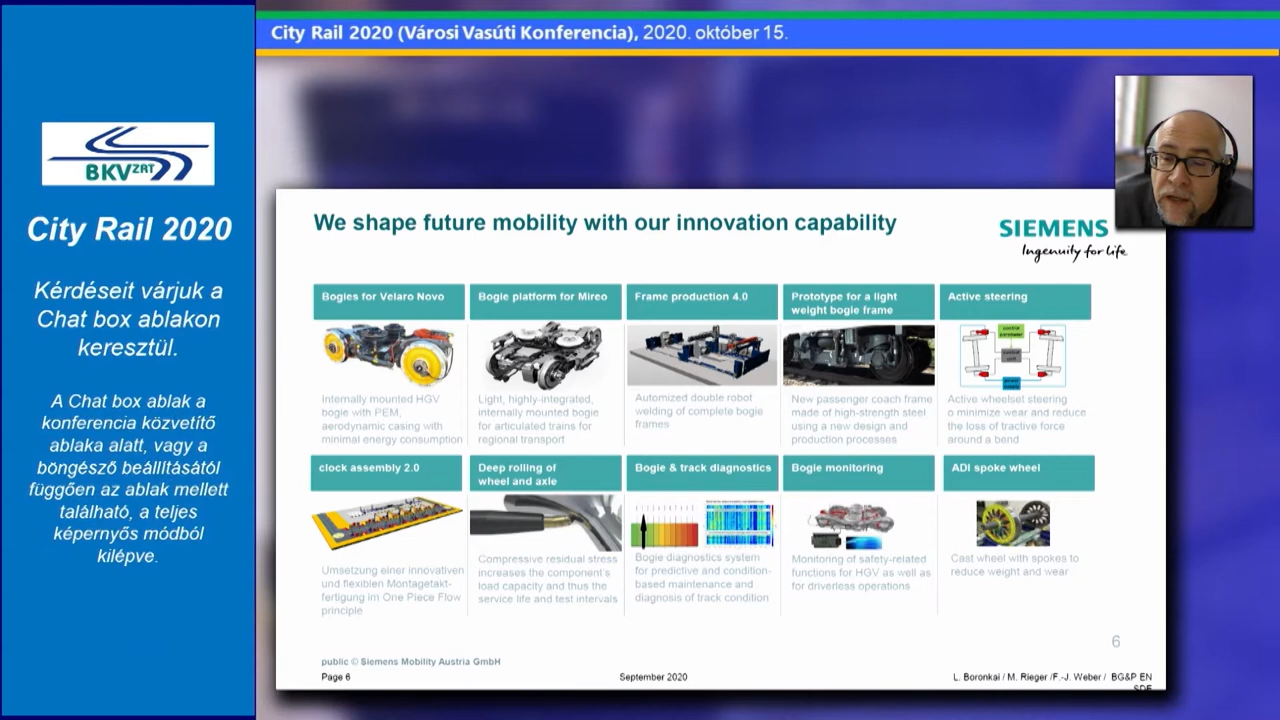 City Rail 2020 (Városi Vasúti Konferencia), 2020. október 15.
BKV ZRT
City Rail 2020
Kérdéseit várjuk a
Chat box ablakon
keresztül.
A Chat box ablak a
konferencia közvetítő
ablaka alatt, vagy a
böngésző beállításától
függően az ablak mellett
található, a teljes
képernyős módból
kilépve.
We shape future mobility with our innovation capability
SIEMENS
Ingenuity for life
Bogies for Velaro Novo
Internally mounted HGV
bogie with PEM,
aerodynamic casing with
minimal energy consumption
Bogie platform for Mireo
Light, highly-integrated,
internally mounted bogie
for articulated trains for
regional transport
Frame production 4.0
Automized double robot
welding of complete bogie
frames
Prototype for a light
weight bogie frame
New passenger coach frame
made of high-strength steel
using a new design and
production processes
Active steering
control
unit
Active wheelset steering
o minimize wear and reduce
the loss of tractive force
around a bend
clock assembly 2.0
Umsetzung einer innovativen
und flexiblen Montagetakt-
fertigung im One Piece Flow
principle
Deep rolling of
wheel and axle
Compressive residual stress
increases the component's
load capacity and thus the
service life and test intervals
Bogie & track diagnostics
Bogie diagnostics system
for predictive and condition-
based maintenance and
diagnosis of track condition
Bogie monitoring
Monitoring of safety-related
functions for HGV as well as
for driverless operations
ADI spoke wheel
Cast wheel with spokes to
reduce weight and wear
6
public © Siemens Mobility Austria GmbH
Page 6
September 2020
L. Boronkai / M. Rieger /F.-J. Weber / BG&P EN
SDE